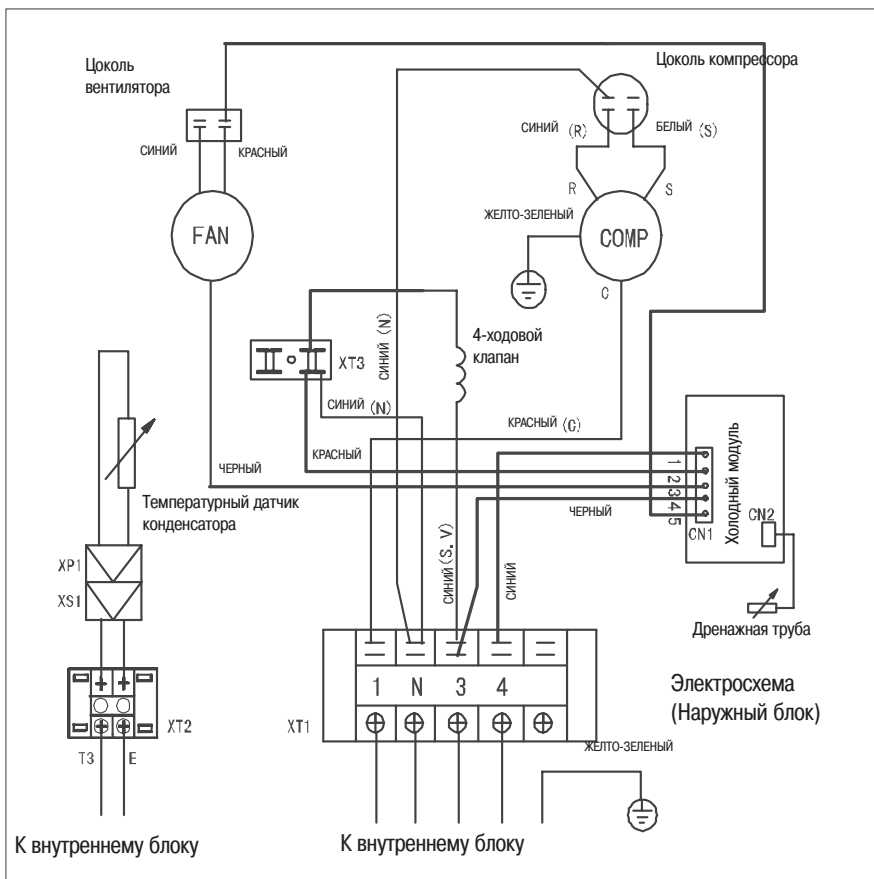 Цоколь
вентилятора
Цоколь компрессора
СИНИЙ
КРАСНЫЙ
СИНИЙ (R)
БЕЛЫЙ (S)
R
S
FAN
ЖЕЛТО-ЗЕЛЕНЫЙ
COMP
C
СИНИЙ (N)
4-ходовой
клапан
XT3
СИНИЙ (N)
КРАСНЫЙ (C)
ЧЕРНЫЙ
КРАСНЫЙ
Температурный датчик
конденсатора
ЧЕРНЫЙ
1
2
3
4
5
CN1
Холодный модуль
CN2
XP1
XS1
СИНИЙ (S.V)
СИНИЙ
Дренажная труба
1 N 3 4
XT1
XT2
Электросхема
(Наружный блок)
ЖЕЛТО-ЗЕЛЕНЫЙ
T3 E
К внутреннему блоку
К внутреннему блоку